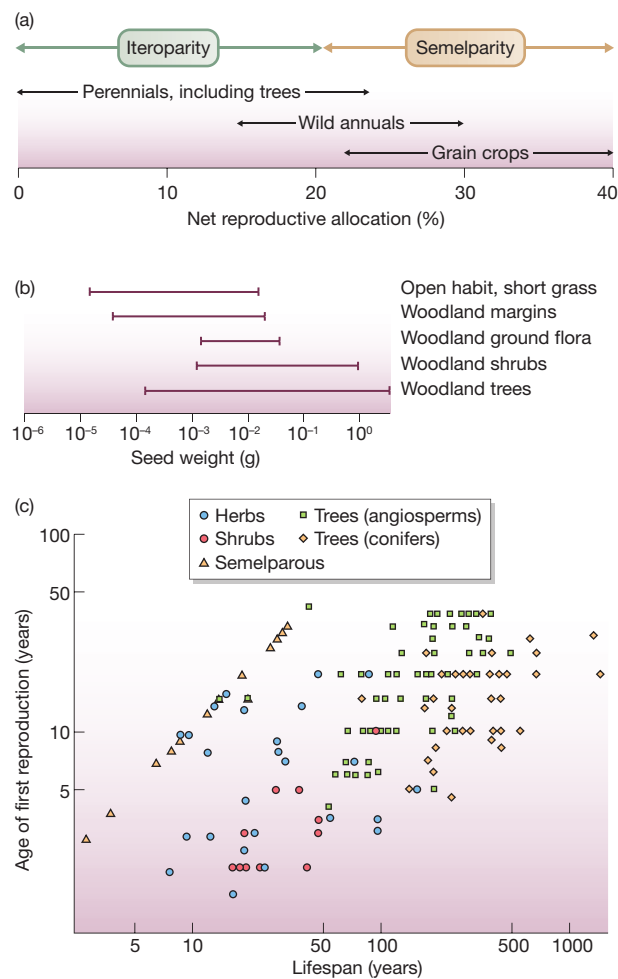 (a)
Iteroparity Semelparity
Perennials, including trees
Wild annuals
Grain crops
0 10 20 30 40
Net reproductive allocation (%)
(b)
Open habit, short grass
Woodland margins
Woodland ground flora
Woodland shrubs
Woodland trees
10⁻⁶ 10⁻⁵ 10⁻⁴ 10⁻³ 10⁻² 10⁻¹ 10⁰
Seed weight (g)
(c)
Herbs Trees (angiosperms)
Shrubs Trees (conifers)
Semelparous
100
50
10
5
Age of first reproduction (years)
5 10 50 100 500 1000
Lifespan (years)